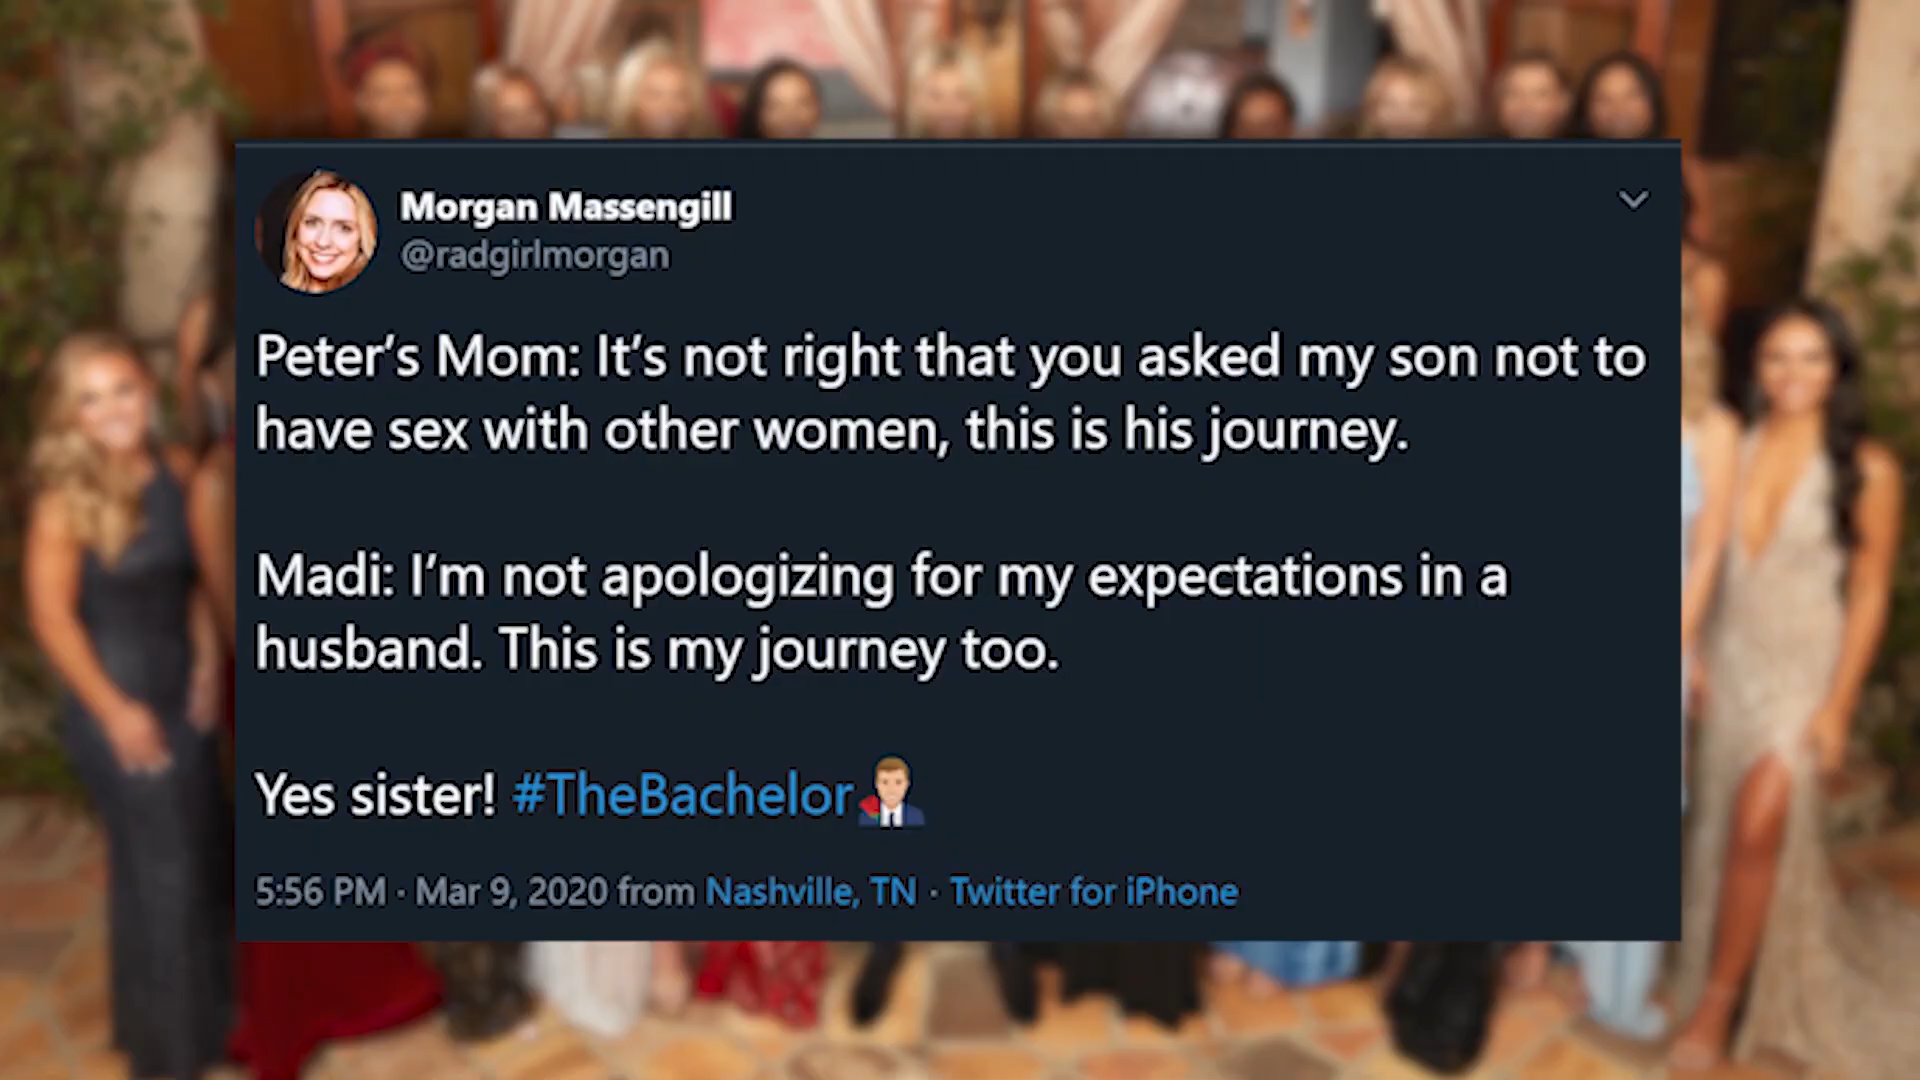 Morgan Massengill
@radgirlmorgan
Peter’s Mom: It’s not right that you asked my son not to
have sex with other women, this is his journey.
Madi: I’m not apologizing for my expectations in a
husband. This is my journey too.
Yes sister! #TheBachelor
5:56 PM · Mar 9, 2020 from Nashville, TN · Twitter for iPhone